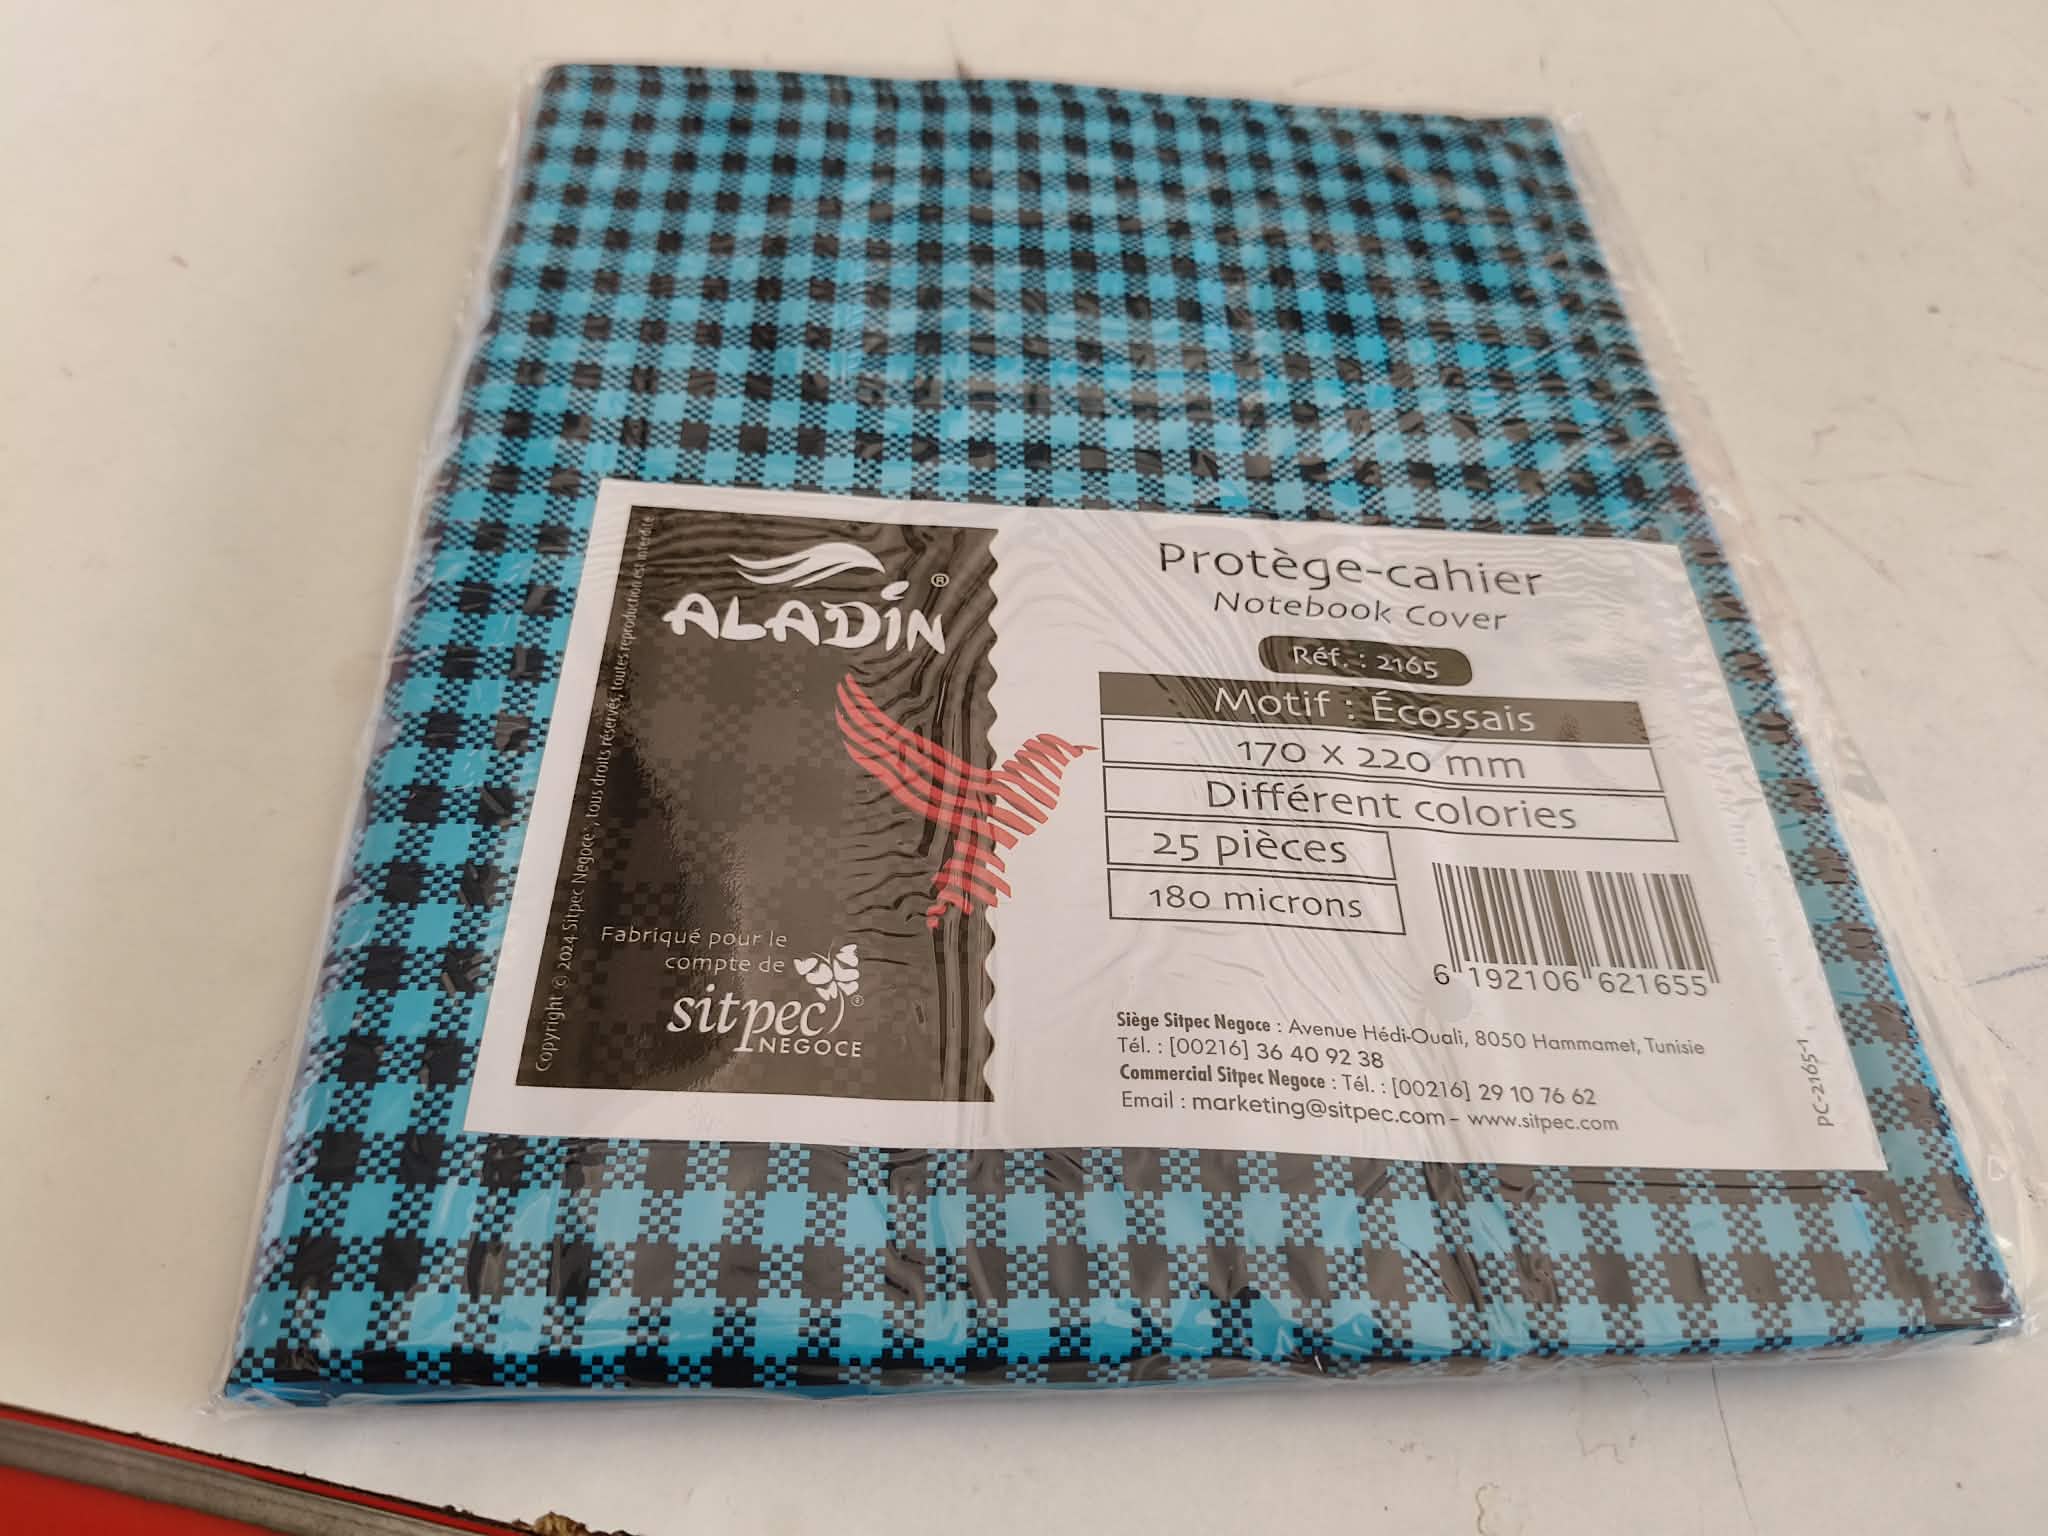 ALADIN ®
Copyright © 2024 Sitpec Negoce®, tous droits réservés, toutes reproduction est interdite
Fabriqué pour le
compte de
sitpec ®
NEGOCE
Protège-cahier
Notebook Cover
Réf. : 2165
Motif : Écossais
170 x 220 mm
Différent colories
25 pièces
180 microns
6 192106 621655
Siège Sitpec Negoce : Avenue Hédi-Ouali, 8050 Hammamet, Tunisie
Tél. : [00216] 36 40 92 38
Commercial Sitpec Negoce : Tél. : [00216] 29 10 76 62
Email : marketing@sitpec.com - www.sitpec.com
PC-2165-1